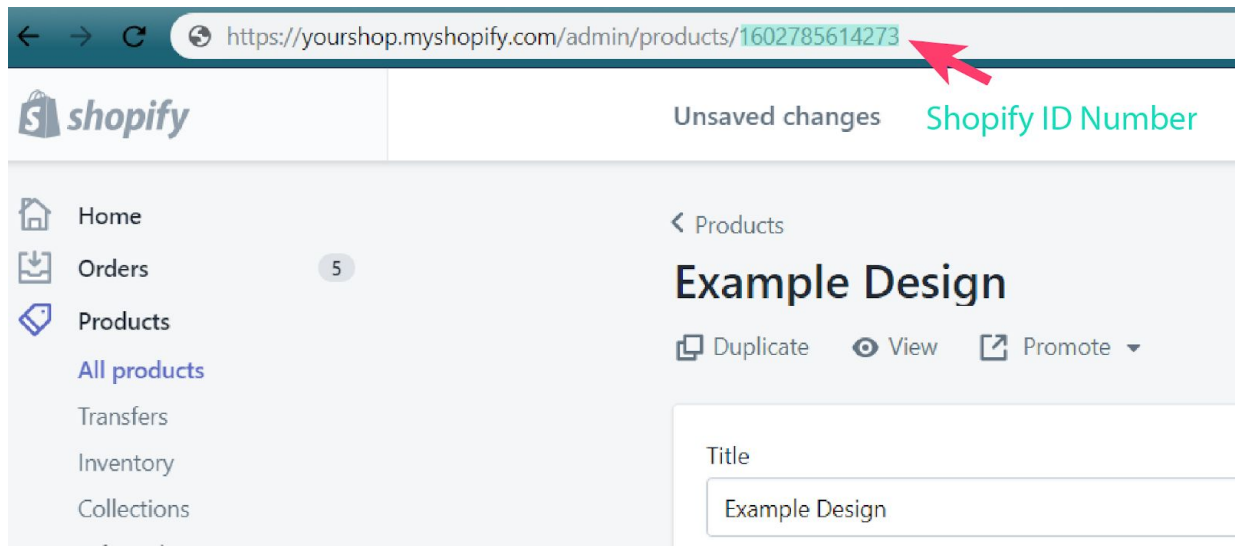 https://yourshop.myshopify.com/admin/products/1602785614273
shopify
Unsaved changes
Shopify ID Number
Home
Orders 5
Products
All products
Transfers
Inventory
Collections
Products
Example Design
Duplicate View Promote
Title
Example Design